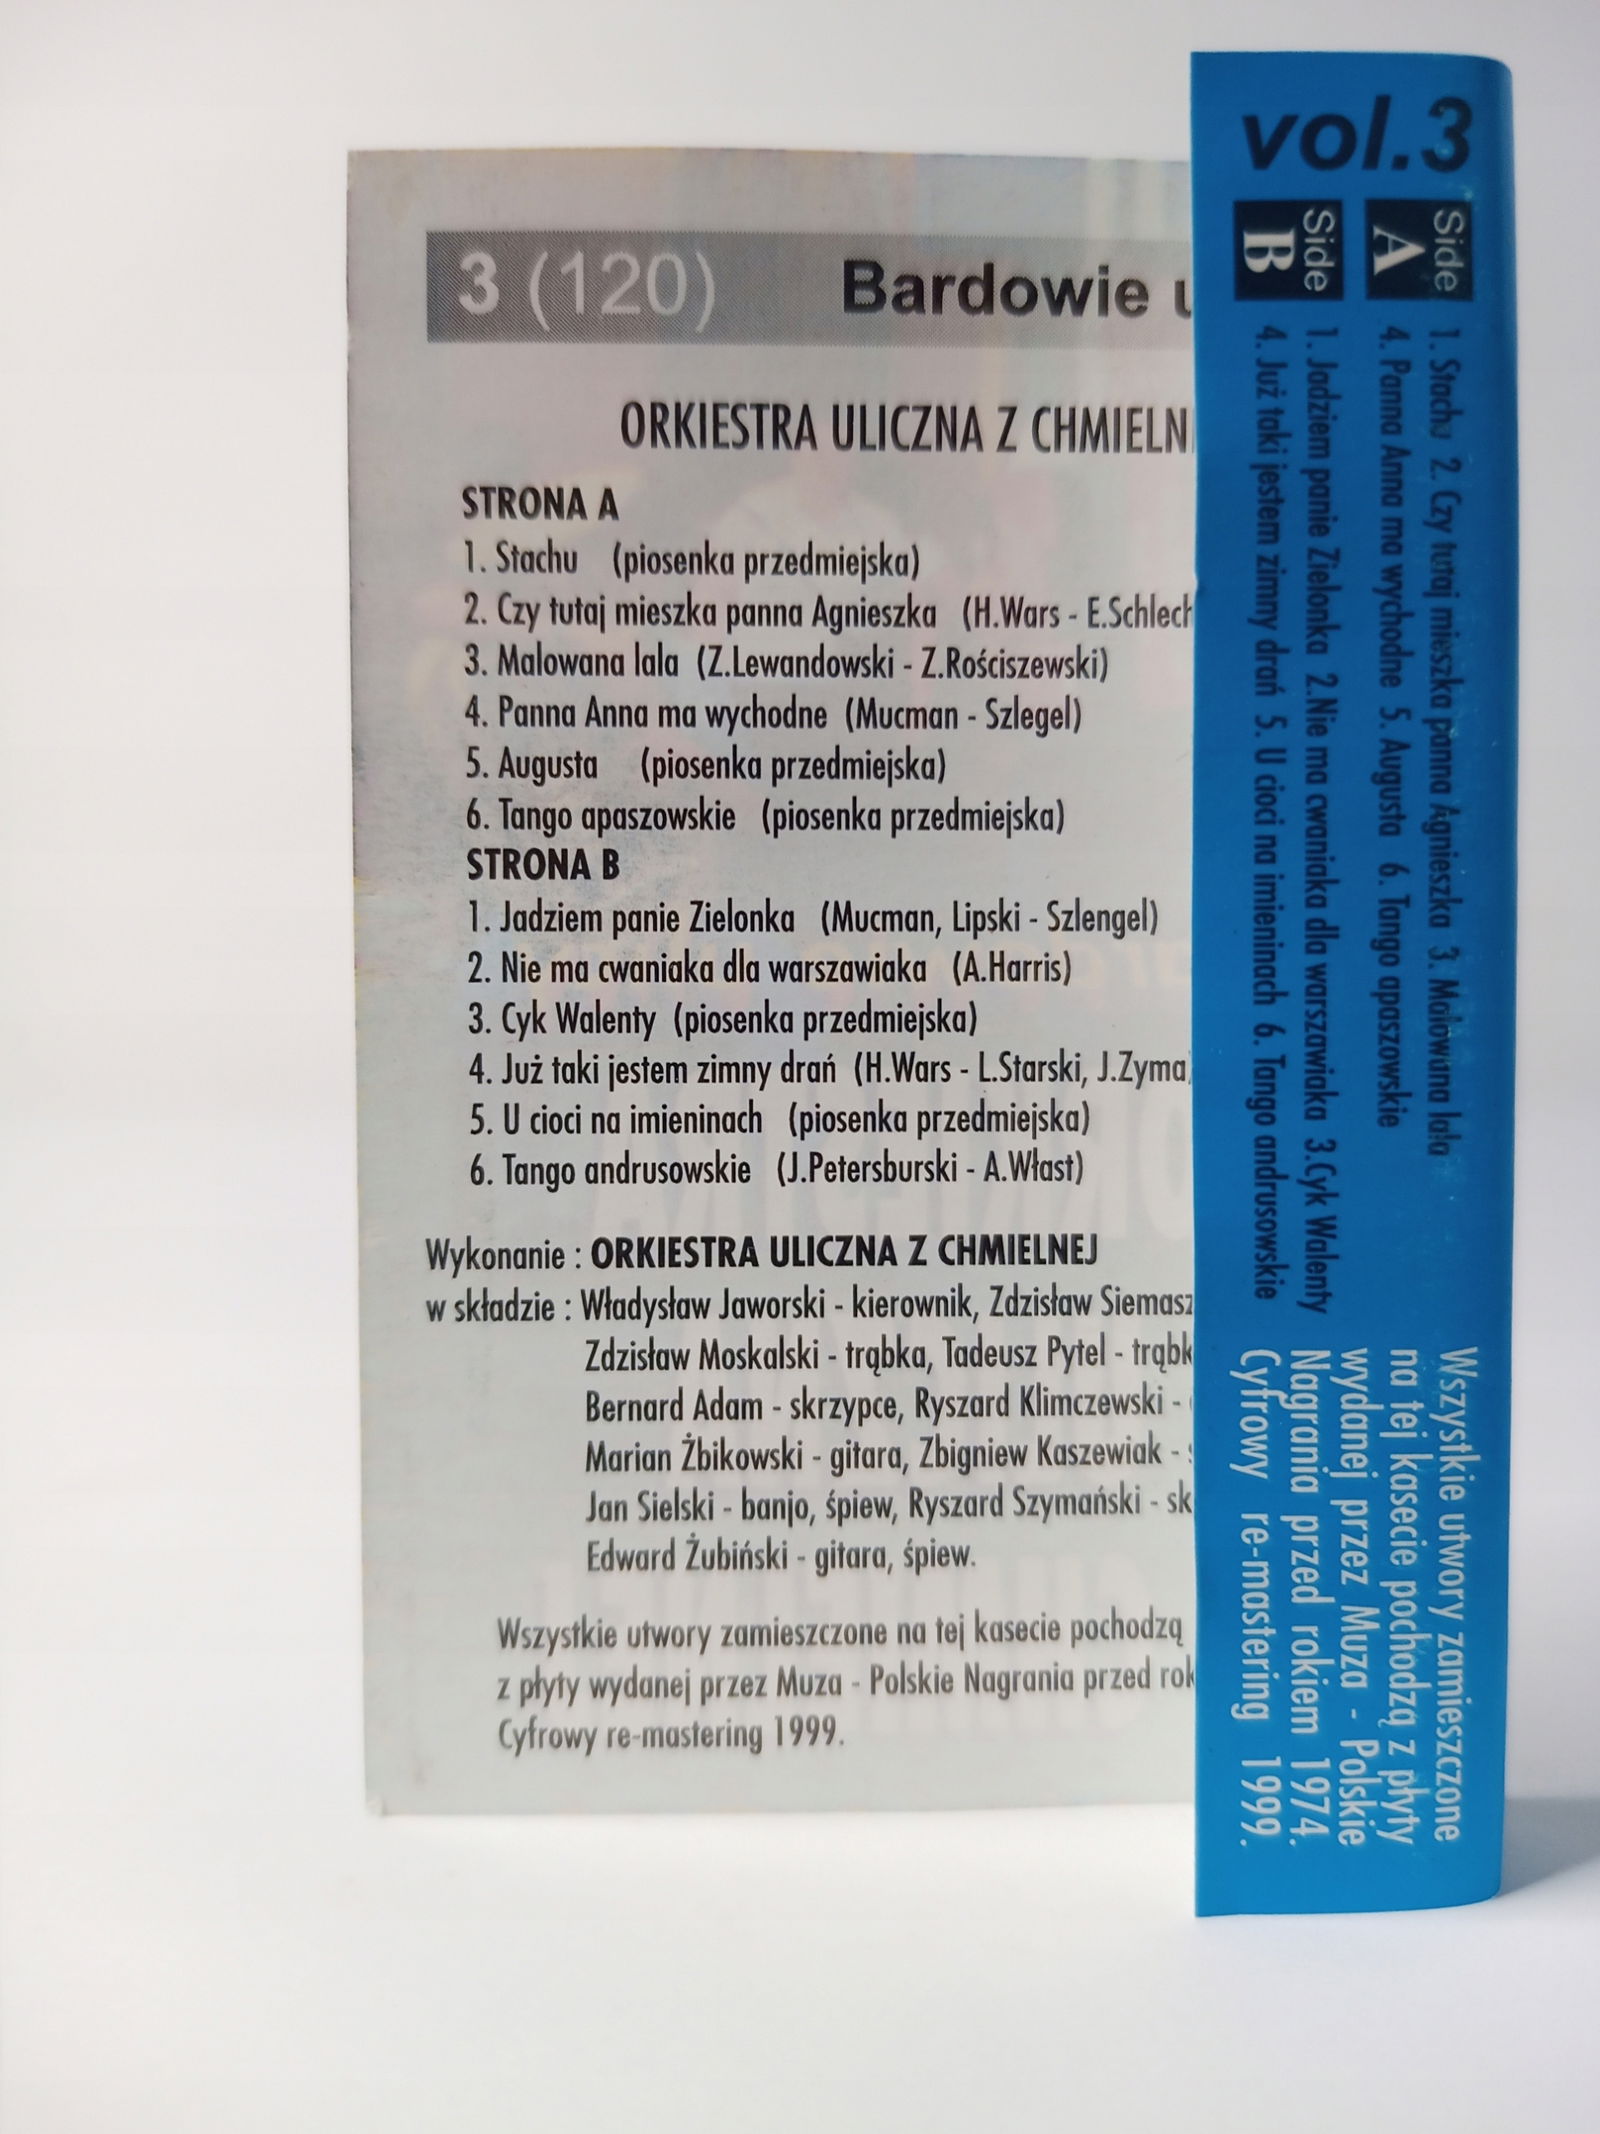 3 (120) Bardowie
ORKIESTRA ULICZNA Z CHMIELN
STRONA A
1. Stachu (piosenka przedmiejska)
2. Czy tutaj mieszka panna Agnieszka (H.Wars - E.Schlech
3. Malowana lala (Z.Lewandowski - Z.Rościszewski)
4. Panna Anna ma wychodne (Mucman - Szlegel)
5. Augusta (piosenka przedmiejska)
6. Tango apaszowskie (piosenka przedmiejska)
STRONA B
1. Jadziem panie Zielonka (Mucman, Lipski - Szlengel)
2. Nie ma cwaniaka dla warszawiaka (A.Harris)
3. Cyk Walenty (piosenka przedmiejska)
4. Już taki jestem zimny drań (H.Wars - L.Starski, J.Zyma
5. U cioci na imieninach (piosenka przedmiejska)
6. Tango andrusowskie (J.Petersburski - A.Włast)
Wykonanie : ORKIESTRA ULICZNA Z CHMIELNEJ
w składzie : Władysław Jaworski - kierownik, Zdzisław Siemasz
Zdzisław Moskalski - trąbka, Tadeusz Pytel - trąbk
Bernard Adam - skrzypce, Ryszard Klimczewski -
Marian Żbikowski - gitara, Zbigniew Kaszewiak -
Jan Sielski - banjo, śpiew, Ryszard Szymański - sk
Edward Żubiński - gitara, śpiew.
Wszystkie utwory zamieszczone na tej kasecie pochodzą
z płyty wydanej przez Muza - Polskie Nagrania przed rok
Cyfrowy re-mastering 1999.
vol.3
Side A
1. Stachu 2. Czy tutaj mieszka panna Agnieszka 3. Malowana lala
4. Panna Anna ma wychodne 5. Augusta 6. Tango apaszowskie
Side B
1. Jadziem panie Zielonka 2.Nie ma cwaniaka dla warszawiaka 3.Cyk Walenty
4. Już taki jestem zimny drań 5. U cioci na imieninach 6. Tango andrusowskie
Wszystkie utwory zamieszczone
na tej kasecie pochodzą z płyty
wydanej przez Muza - Polskie
Nagrania przed rokiem 1974.
Cyfrowy re-mastering 1999.